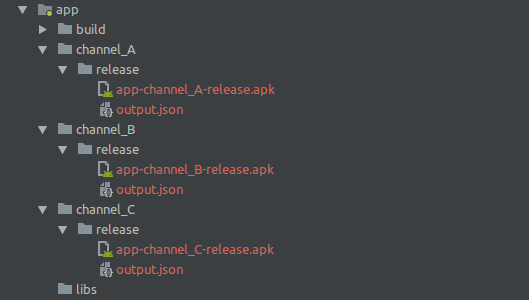 app
build
channel_A
release
app-channel_A-release.apk
output.json
channel_B
release
app-channel_B-release.apk
output.json
channel_C
release
app-channel_C-release.apk
output.json
libs